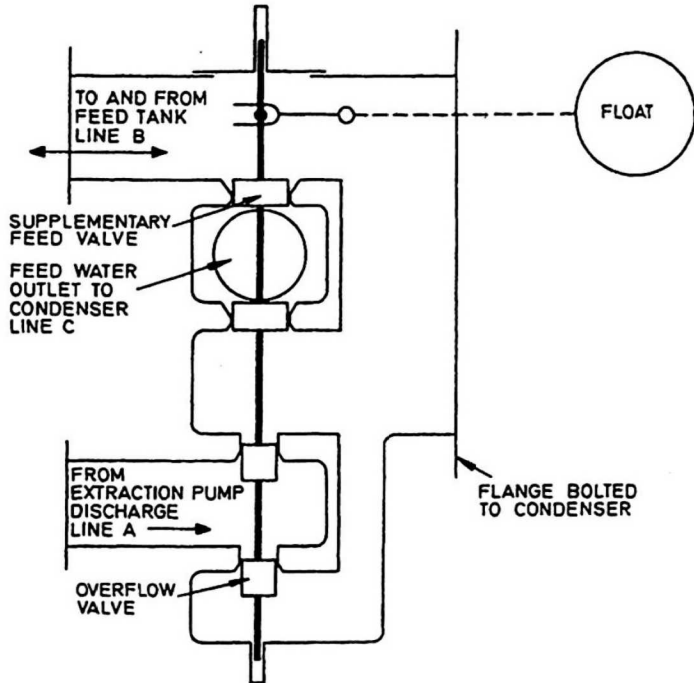 TO AND FROM
FEED TANK
LINE B
FLOAT
SUPPLEMENTARY
FEED VALVE
FEED WATER
OUTLET TO
CONDENSER
LINE C
FROM
EXTRACTION PUMP
DISCHARGE
LINE A
FLANGE BOLTED
TO CONDENSER
OVERFLOW
VALVE